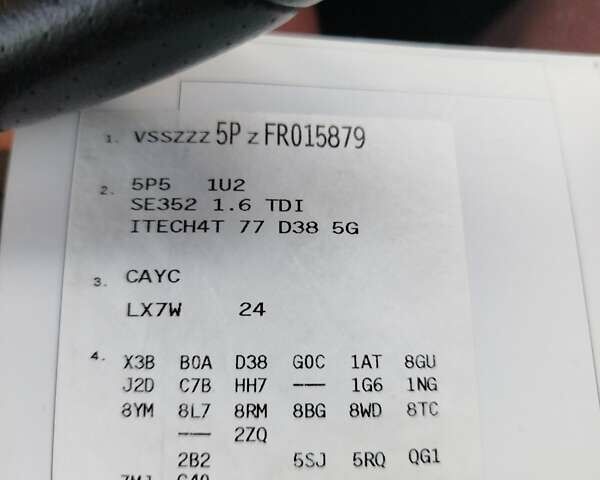 1. VSSZZZ 5P Z FR015879
2. 5P5 1U2
SE352 1.6 TDI
ITECH4T 77 D38 5G
3. CAYC
LX7W 24
4. X3B B0A D38 G0C 1AT 8GU
J2D C7B HH7 --- 1G6 1NG
8YM 8L7 8RM 8BG 8WD 8TC
--- 2ZQ
2B2 5SJ 5RQ QG1